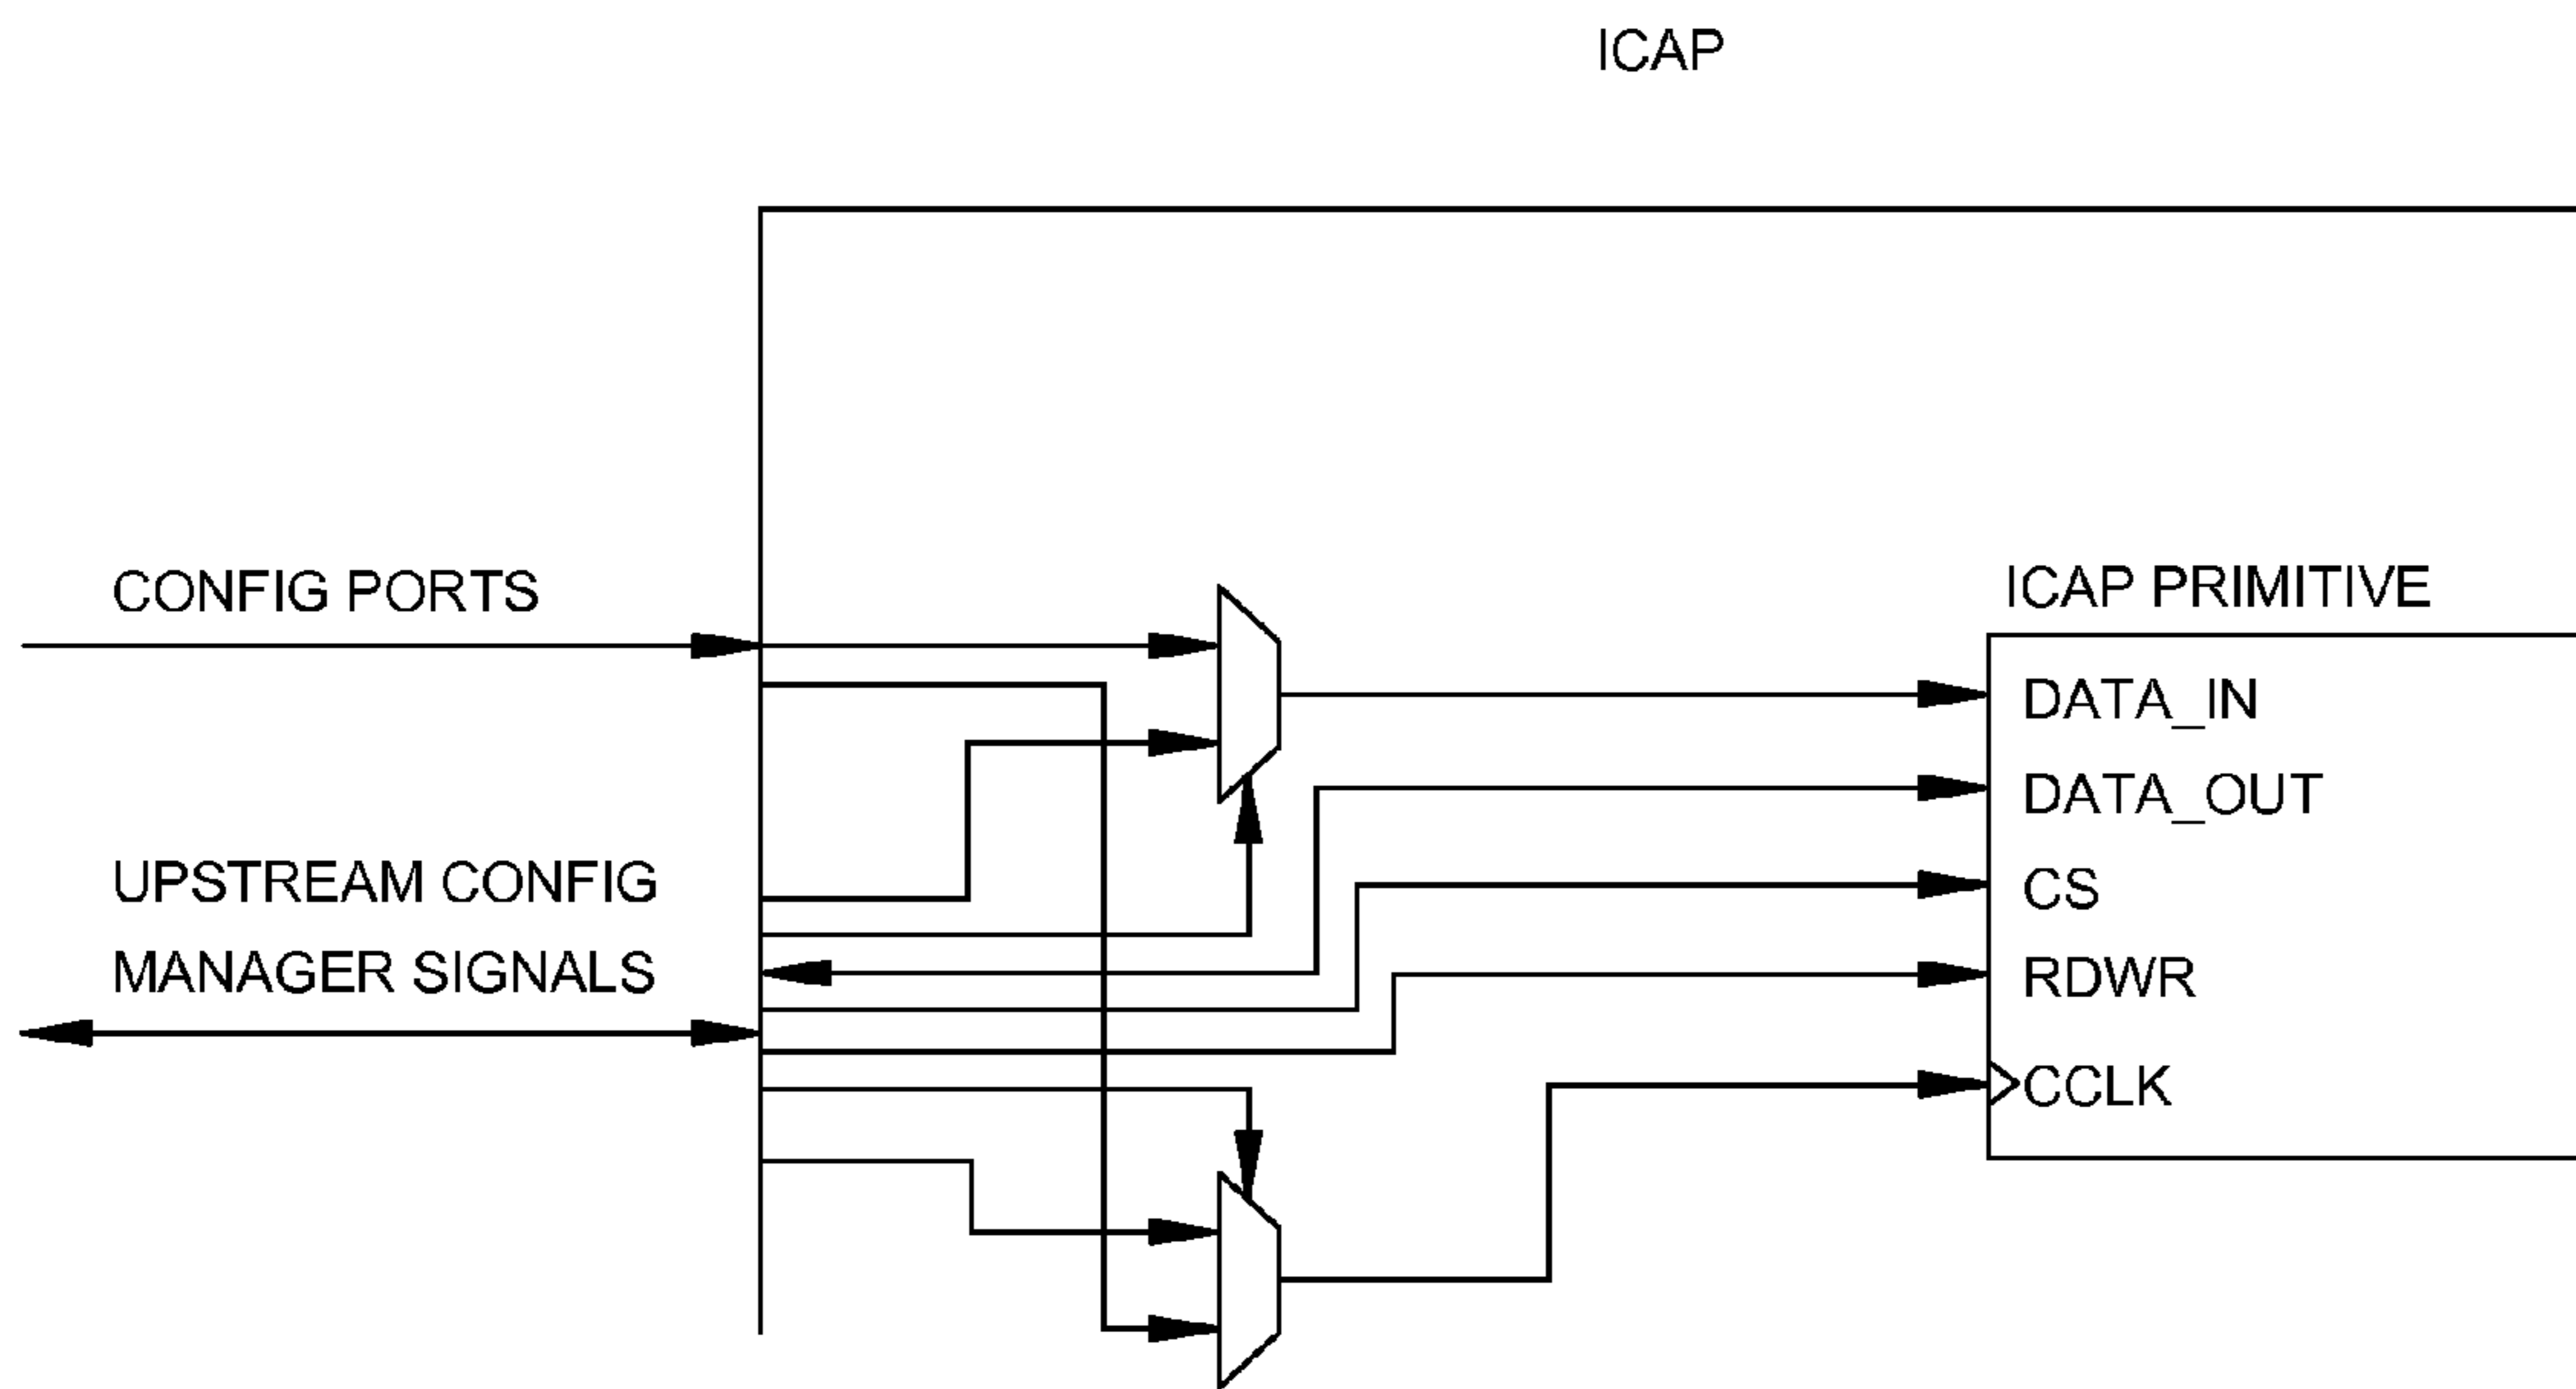 ICAP
CONFIG PORTS
ICAP PRIMITIVE
DATA_IN
DATA_OUT
UPSTREAM CONFIG
CS
MANAGER SIGNALS
RDWR
CCLK